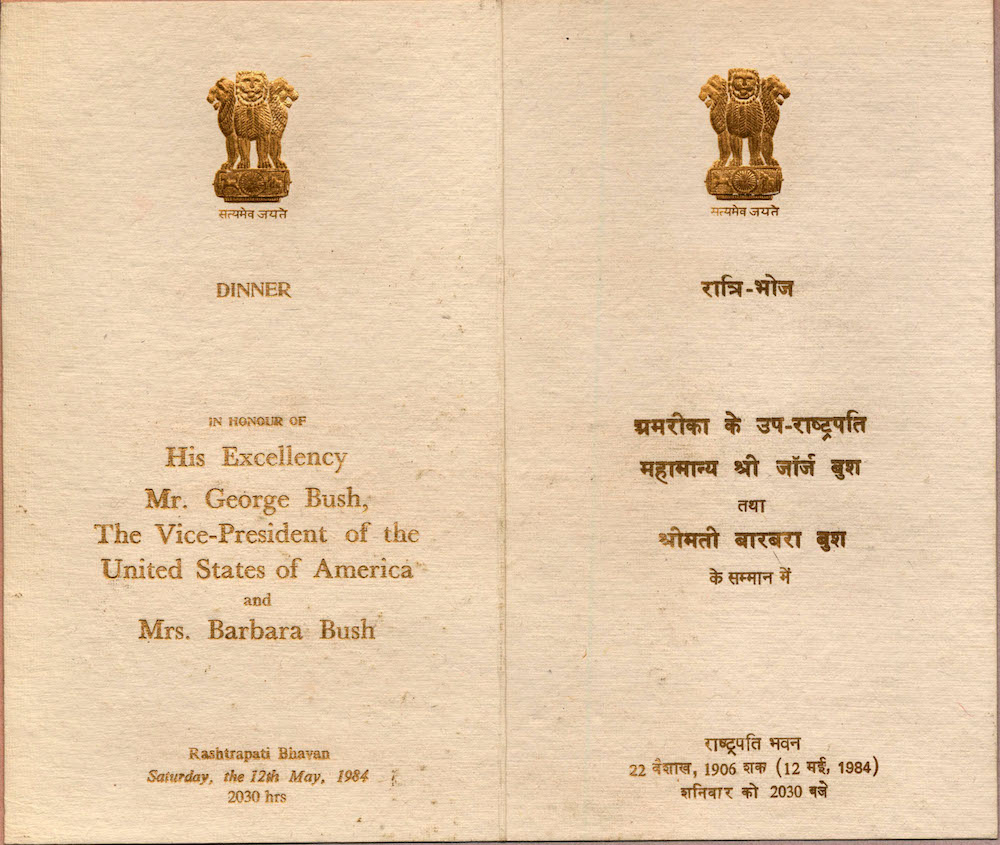 सत्यमेव जयते
DINNER
IN HONOUR OF
His Excellency
Mr. George Bush,
The Vice-President of the
United States of America
and
Mrs. Barbara Bush
Rashtrapati Bhavan
Saturday, the 12th May, 1984
2030 hrs
सत्यमेव जयते
रात्रि-भोज
अमरीका के उप-राष्ट्रपति
महामान्य श्री जॉर्ज बुश
तथा
श्रीमती बारबरा बुश
के सम्मान में
राष्ट्रपति भवन
22 वैशाख, 1906 शक (12 मई, 1984)
शनिवार को 2030 बजे